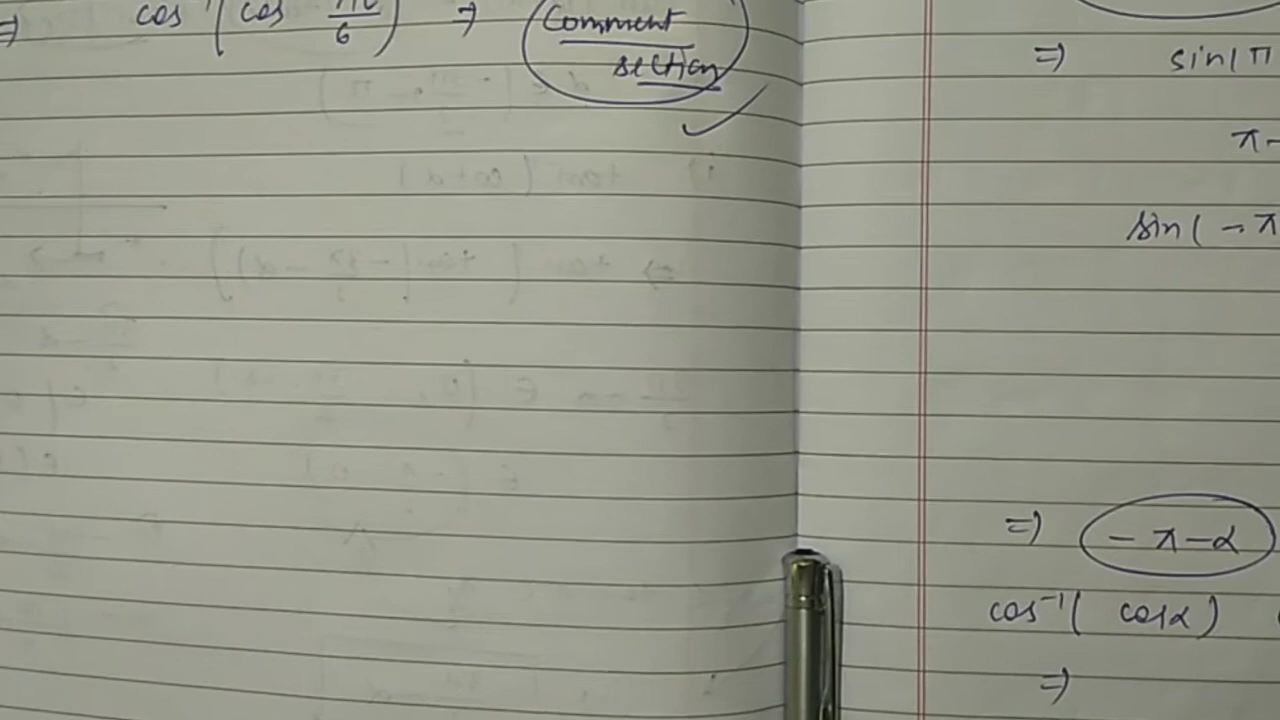 ⇒ cos⁻¹(cos 7π/6) ⇒ Comment
section
⇒ sin(π
π-
sin(-π
⇒ -π-α
cos⁻¹( cosα)
⇒